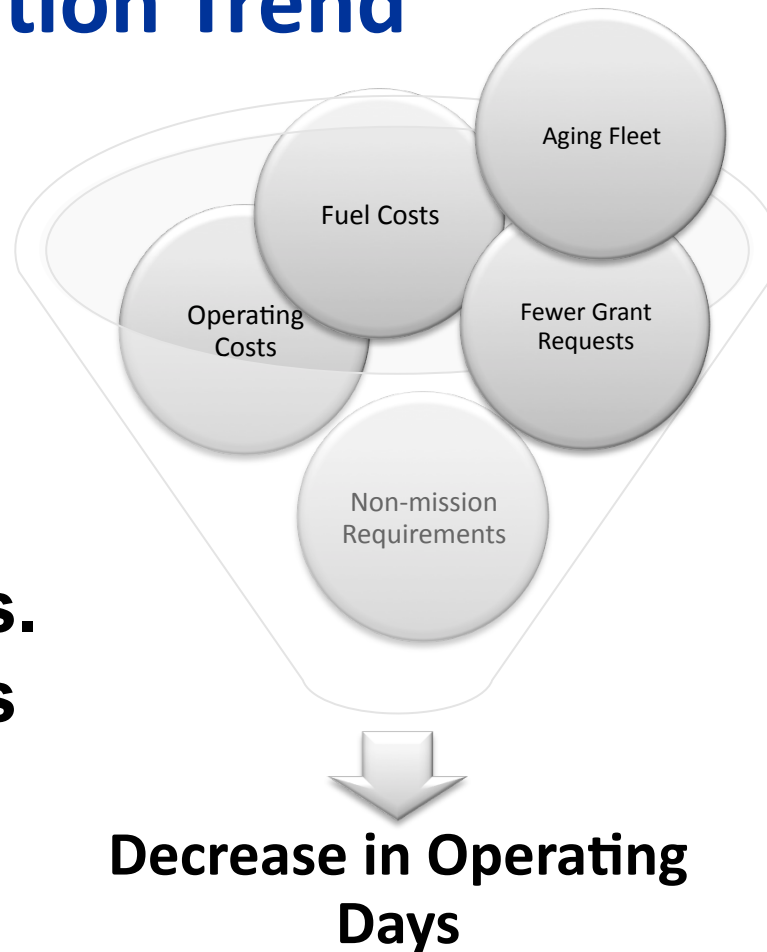 tion Trend
Aging Fleet
Fuel Costs
Operating
Costs
Fewer Grant
Requests
Non-mission
Requirements
s.
s
Decrease in Operating
Days